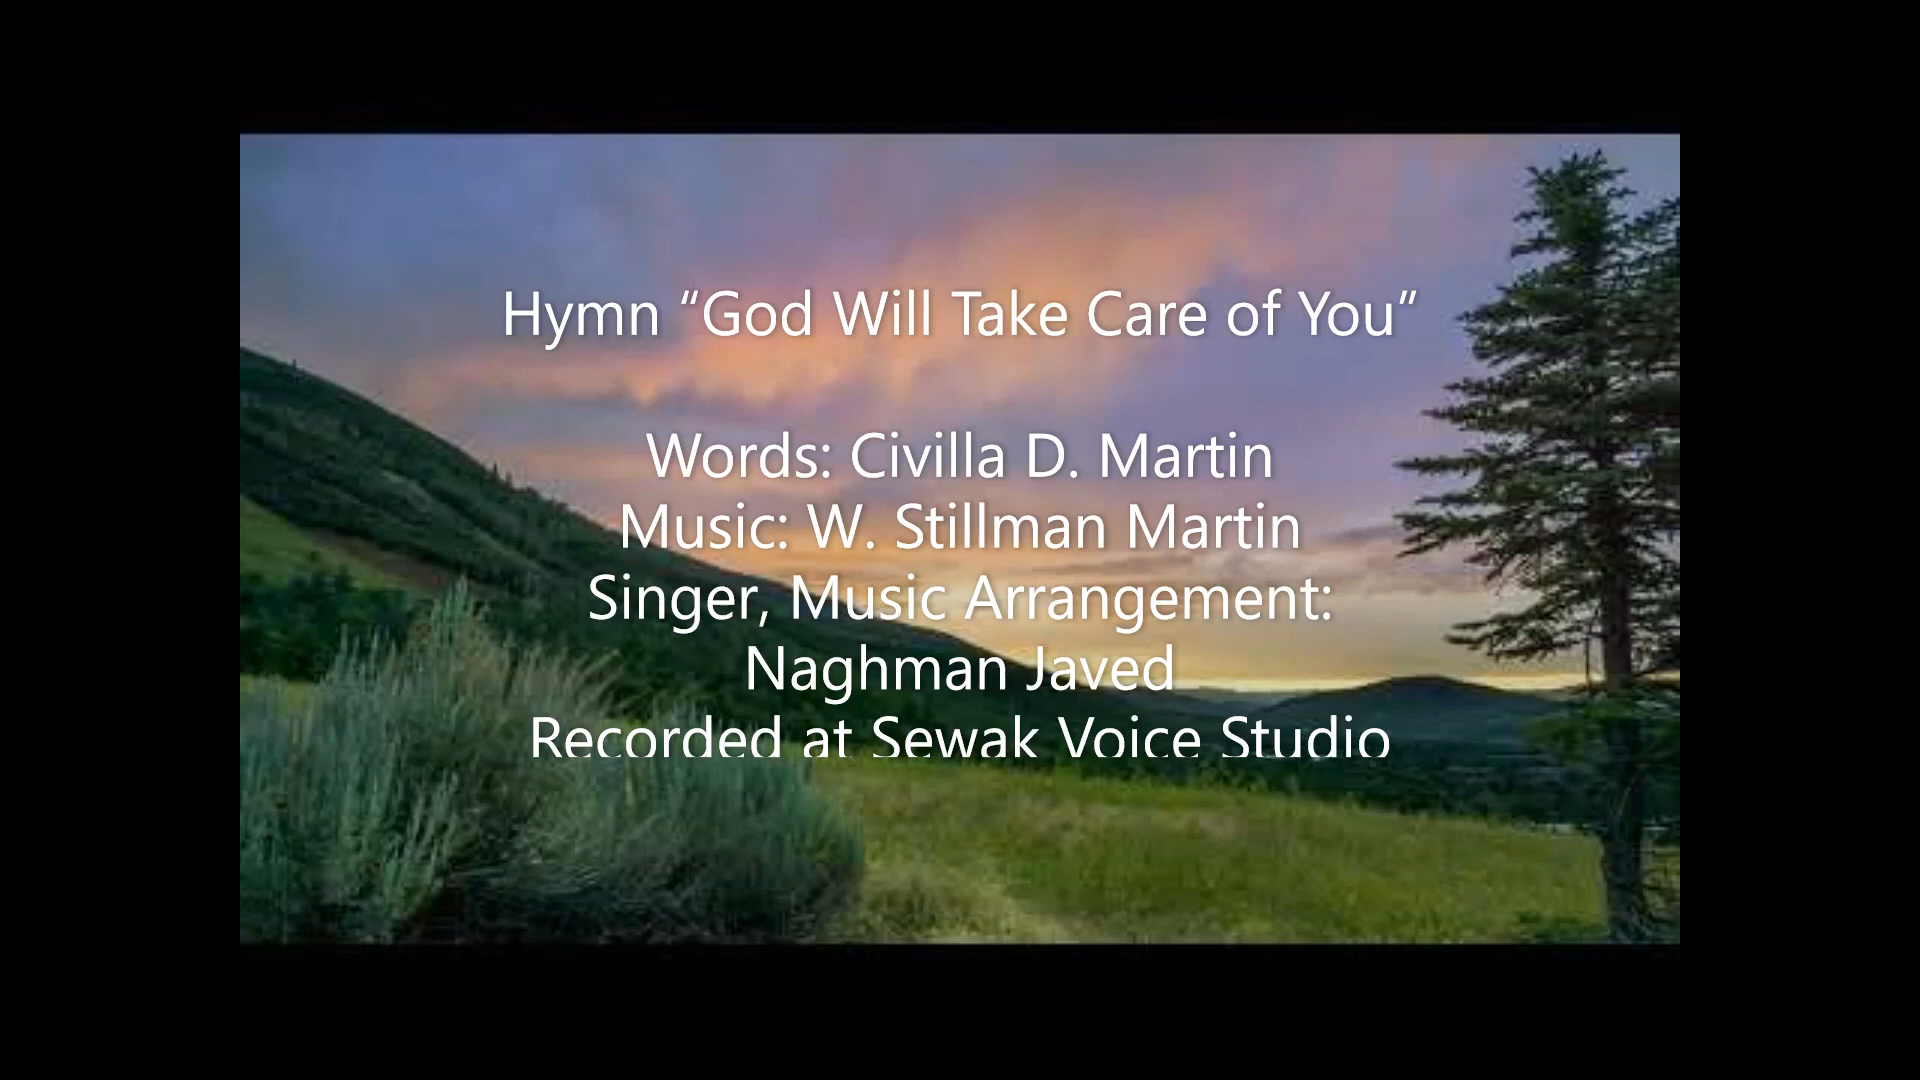 Hymn “God Will Take Care of You”
Words: Civilla D. Martin
Music: W. Stillman Martin
Singer, Music Arrangement:
Naghman Javed
Recorded at Sewak Voice Studio